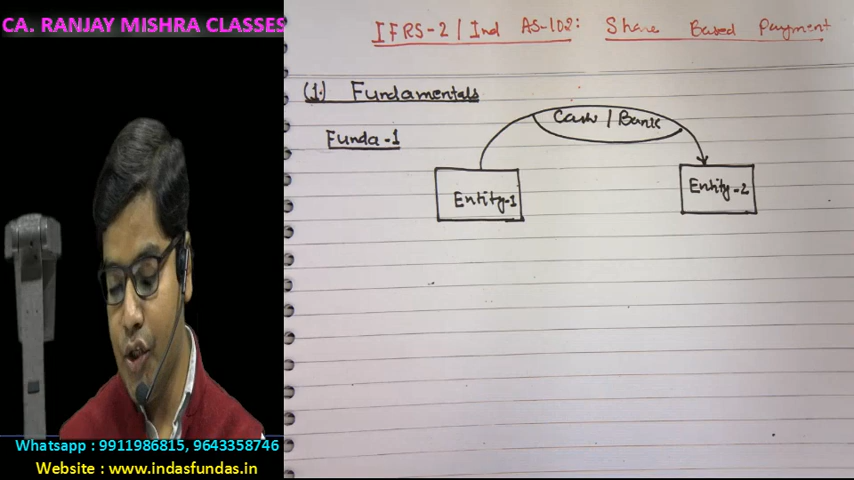 CA. RANJAY MISHRA CLASSES
IFRS-2 / Ind AS-102: Share Based Payment
(1.) Fundamentals
Funda-1
Cash / Bank
Entity-1
Entity-2
Whatsapp : 9911986815, 9643358746
Website : www.indasfundas.in